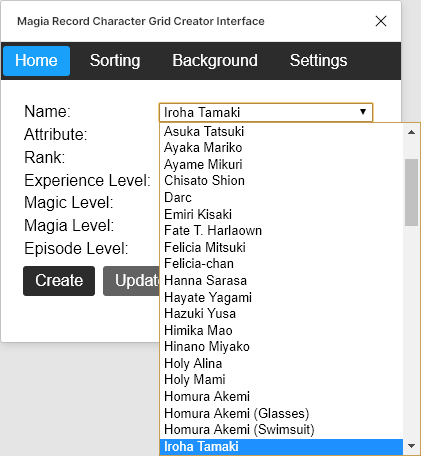 Magia Record Character Grid Creator Interface
Home Sorting Background Settings
Name: Iroha Tamaki
Attribute:
Rank:
Experience Level:
Magic Level:
Magia Level:
Episode Level:
Create Update
Asuka Tatsuki
Ayaka Mariko
Ayame Mikuri
Chisato Shion
Darc
Emiri Kisaki
Fate T. Harlaown
Felicia Mitsuki
Felicia-chan
Hanna Sarasa
Hayate Yagami
Hazuki Yusa
Himika Mao
Hinano Miyako
Holy Alina
Holy Mami
Homura Akemi
Homura Akemi (Glasses)
Homura Akemi (Swimsuit)
Iroha Tamaki